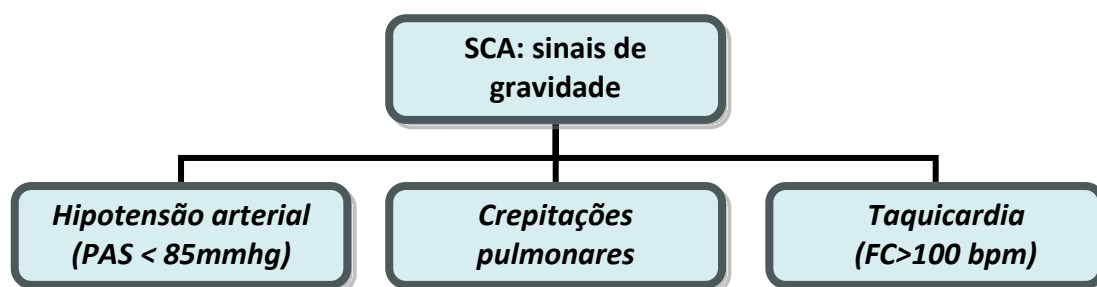 SCA: sinais de
gravidade
Hipotensão arterial
(PAS < 85mmhg)
Crepitações
pulmonares
Taquicardia
(FC>100 bpm)